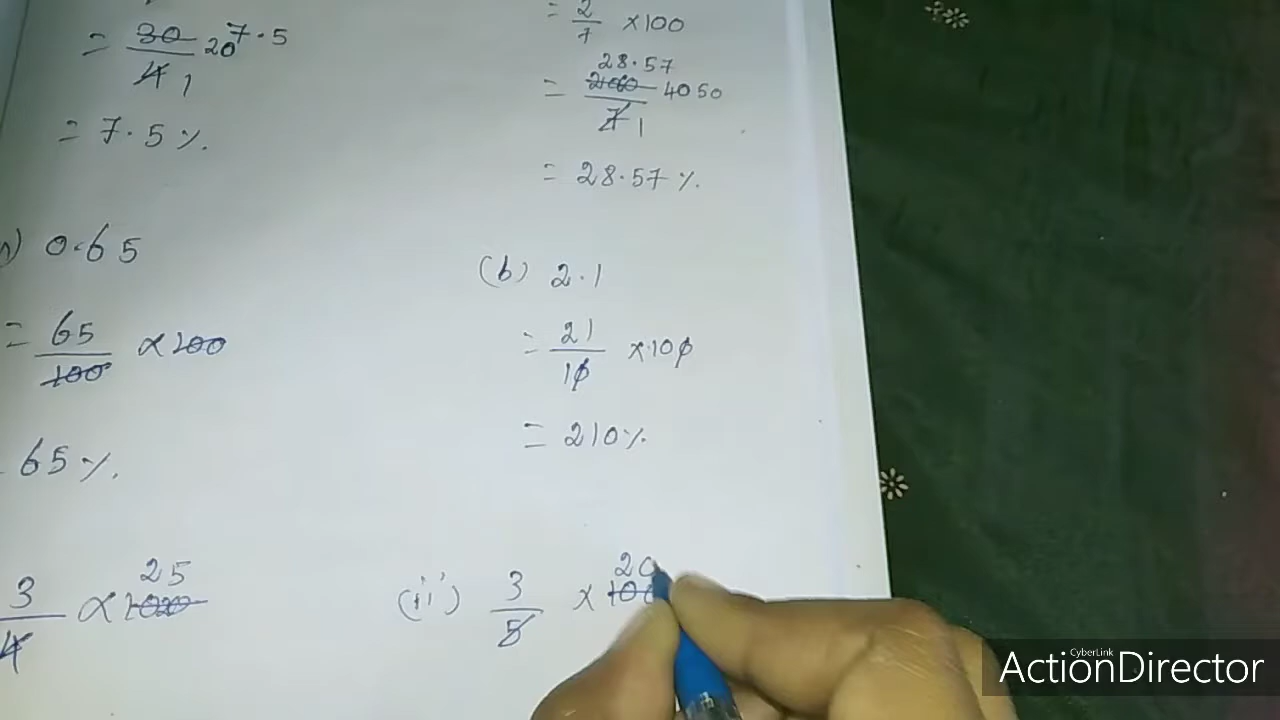 = 30/4 20 7.5
1
= 7.5 %.
= 2/7 × 100
28.57
= 200/7 40 50
1
= 28.57 %.
) 0.65
= 65/100 × 100
65 %.
(b) 2.1
= 21/10 × 100
= 210 %.
25
3/4 × 100
20
(ii) 3/5 × 100
CyberLink
ActionDirector